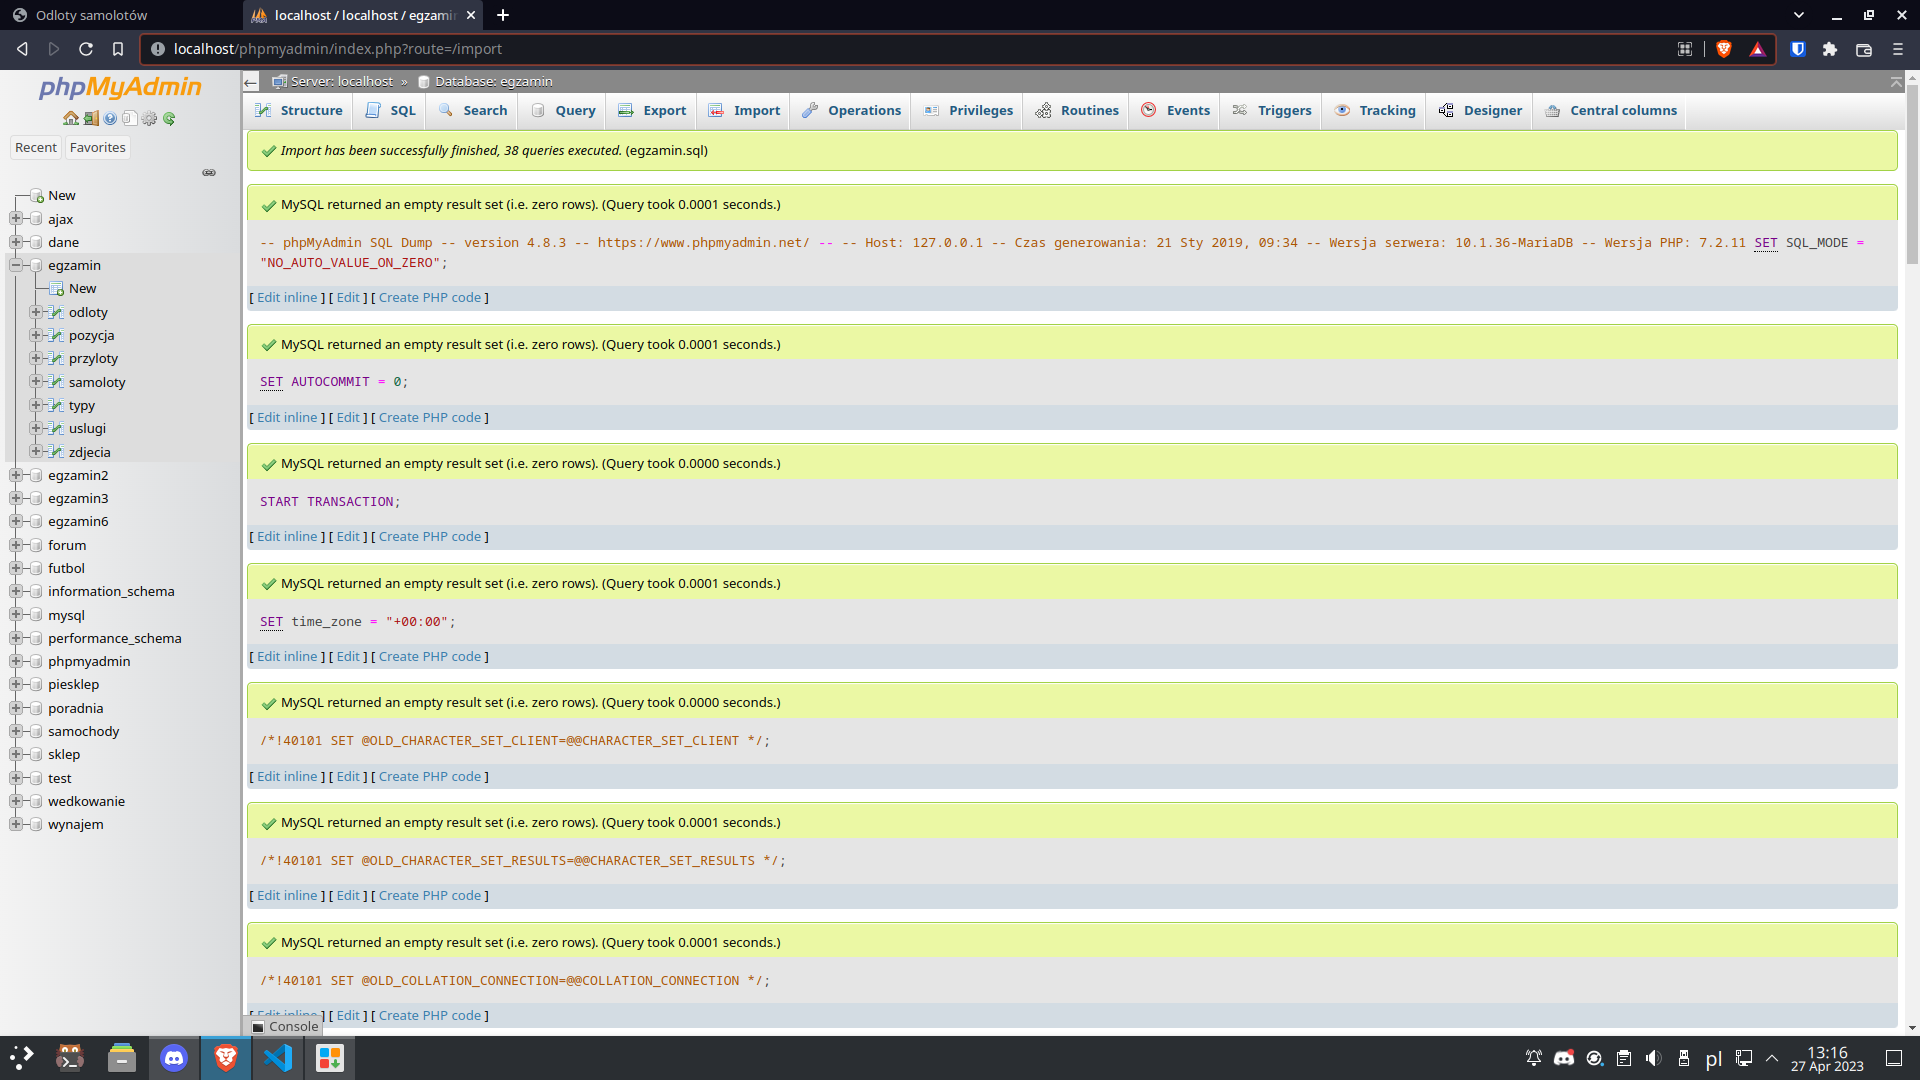 Odloty samolotów
localhost / localhost / egzamin
localhost/phpmyadmin/index.php?route=/import
phpMyAdmin
Recent
Favorites
New
ajax
dane
egzamin
New
odloty
pozycja
przyloty
samoloty
typy
uslugi
zdjecia
egzamin2
egzamin3
egzamin6
forum
futbol
information_schema
mysql
performance_schema
phpmyadmin
piesklep
poradnia
samochody
sklep
test
wedkowanie
wynajem
Server: localhost » Database: egzamin
Structure SQL Search Query Export Import Operations Privileges Routines Events Triggers Tracking Designer Central columns
Import has been successfully finished, 38 queries executed. (egzamin.sql)
MySQL returned an empty result set (i.e. zero rows). (Query took 0.0001 seconds.)
-- phpMyAdmin SQL Dump -- version 4.8.3 -- https://www.phpmyadmin.net/ -- -- Host: 127.0.0.1 -- Czas generowania: 21 Sty 2019, 09:34 -- Wersja serwera: 10.1.36-MariaDB -- Wersja PHP: 7.2.11 SET SQL_MODE =
"NO_AUTO_VALUE_ON_ZERO";
[ Edit inline ] [ Edit ] [ Create PHP code ]
MySQL returned an empty result set (i.e. zero rows). (Query took 0.0001 seconds.)
SET AUTOCOMMIT = 0;
[ Edit inline ] [ Edit ] [ Create PHP code ]
MySQL returned an empty result set (i.e. zero rows). (Query took 0.0000 seconds.)
START TRANSACTION;
[ Edit inline ] [ Edit ] [ Create PHP code ]
MySQL returned an empty result set (i.e. zero rows). (Query took 0.0001 seconds.)
SET time_zone = "+00:00";
[ Edit inline ] [ Edit ] [ Create PHP code ]
MySQL returned an empty result set (i.e. zero rows). (Query took 0.0000 seconds.)
/*!40101 SET @OLD_CHARACTER_SET_CLIENT=@@CHARACTER_SET_CLIENT */;
[ Edit inline ] [ Edit ] [ Create PHP code ]
MySQL returned an empty result set (i.e. zero rows). (Query took 0.0001 seconds.)
/*!40101 SET @OLD_CHARACTER_SET_RESULTS=@@CHARACTER_SET_RESULTS */;
[ Edit inline ] [ Edit ] [ Create PHP code ]
MySQL returned an empty result set (i.e. zero rows). (Query took 0.0001 seconds.)
/*!40101 SET @OLD_COLLATION_CONNECTION=@@COLLATION_CONNECTION */;
[ Edit inline ] [ Edit ] [ Create PHP code ]
Console
pl
13:16
27 Apr 2023